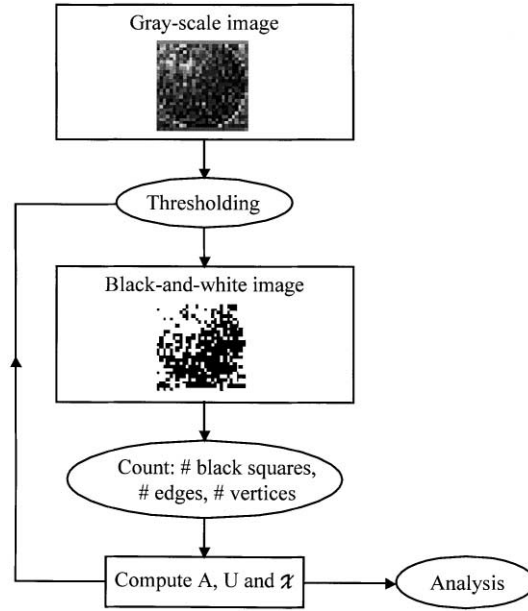 Gray-scale image
Thresholding
Black-and-white image
Count: # black squares,
# edges, # vertices
Compute A, U and χ
Analysis